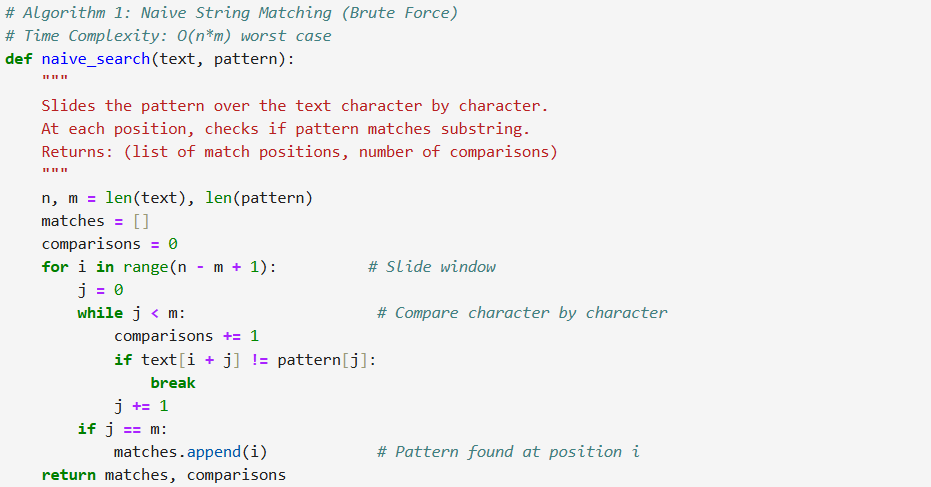 # Algorithm 1: Naive String Matching (Brute Force)
# Time Complexity: O(n*m) worst case
def naive_search(text, pattern):
    """
    Slides the pattern over the text character by character.
    At each position, checks if pattern matches substring.
    Returns: (list of match positions, number of comparisons)
    """
    n, m = len(text), len(pattern)
    matches = []
    comparisons = 0
    for i in range(n - m + 1):          # Slide window
        j = 0
        while j < m:                     # Compare character by character
            comparisons += 1
            if text[i + j] != pattern[j]:
                break
            j += 1
        if j == m:
            matches.append(i)            # Pattern found at position i
    return matches, comparisons